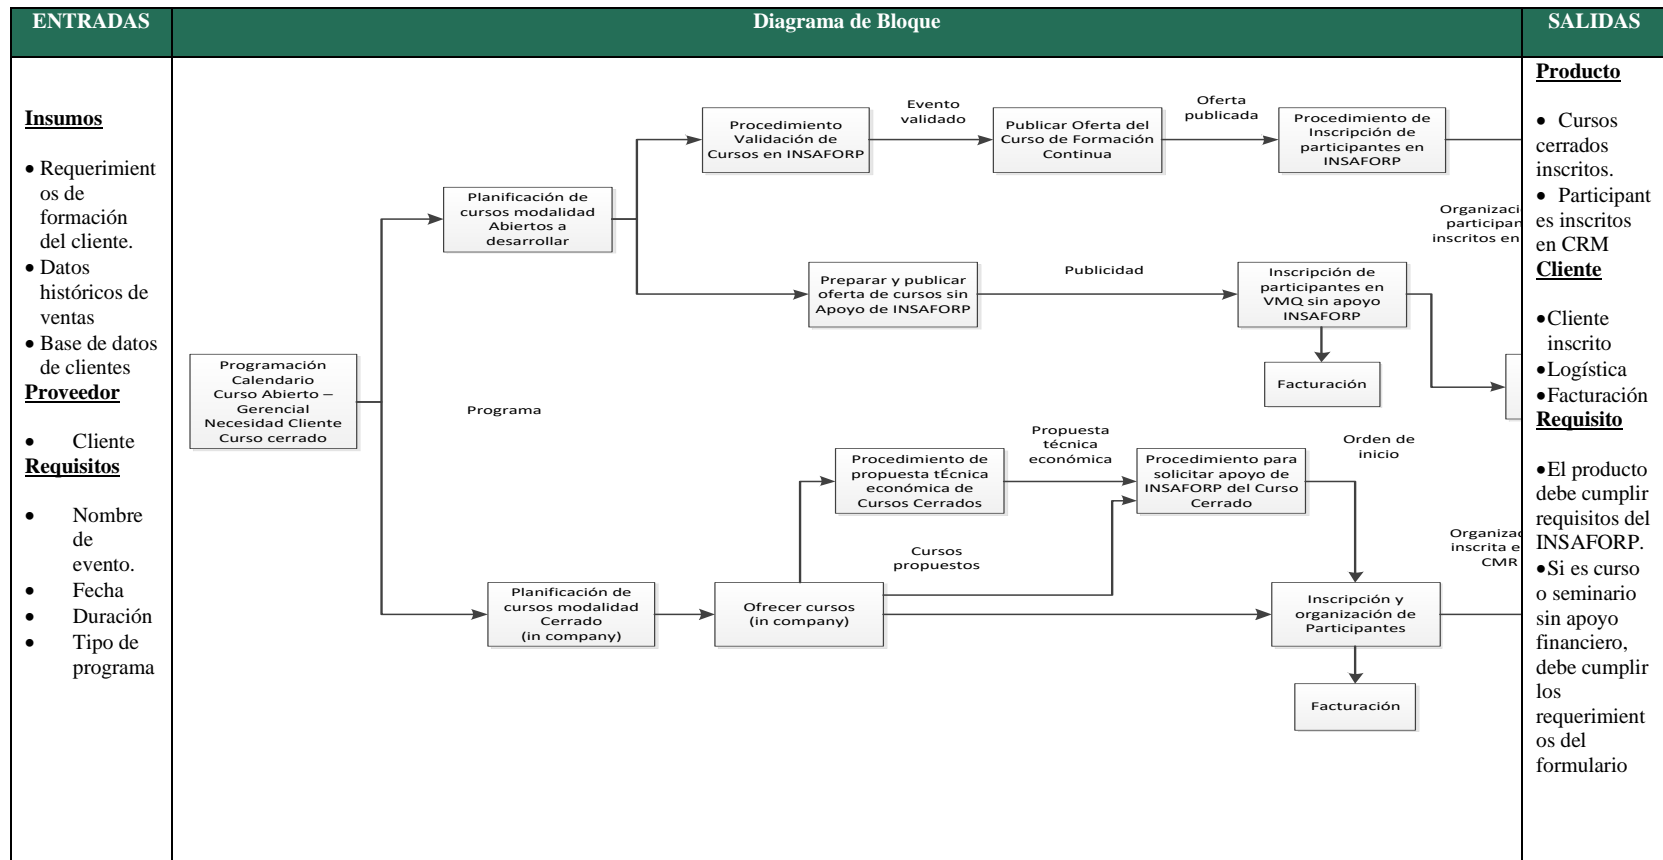 ENTRADAS
Diagrama de Bloque
SALIDAS
Insumos
• Requerimient
os de
formación
del cliente.
• Datos
históricos de
ventas
• Base de datos
de clientes
Proveedor
• Cliente
Requisitos
• Nombre
de
evento.
• Fecha
• Duración
• Tipo de
programa
Programación
Calendario
Curso Abierto –
Gerencial
Necesidad Cliente
Curso cerrado
Programa
Planificación de
cursos modalidad
Abiertos a
desarrollar
Procedimiento
Validación de
Cursos en INSAFORP
Evento
validado
Publicar Oferta del
Curso de Formación
Continua
Oferta
publicada
Procedimiento de
Inscripción de
participantes en
INSAFORP
Organizaci
participan
inscritos en
Preparar y publicar
oferta de cursos sin
Apoyo de INSAFORP
Publicidad
Inscripción de
participantes en
VMQ sin apoyo
INSAFORP
Facturación
Procedimiento de
propuesta tÉcnica
económica de
Cursos Cerrados
Propuesta
técnica
económica
Procedimiento para
solicitar apoyo de
INSAFORP del Curso
Cerrado
Orden de
inicio
Cursos
propuestos
Planificación de
cursos modalidad
Cerrado
(in company)
Ofrecer cursos
(in company)
Inscripción y
organización de
Participantes
Organizac
inscrita e
CMR
Facturación
Producto
• Cursos
cerrados
inscritos.
• Participant
es inscritos
en CRM
Cliente
•Cliente
inscrito
•Logística
•Facturación
Requisito
•El producto
debe cumplir
requisitos del
INSAFORP.
•Si es curso
o seminario
sin apoyo
financiero,
debe cumplir
los
requerimient
os del
formulario